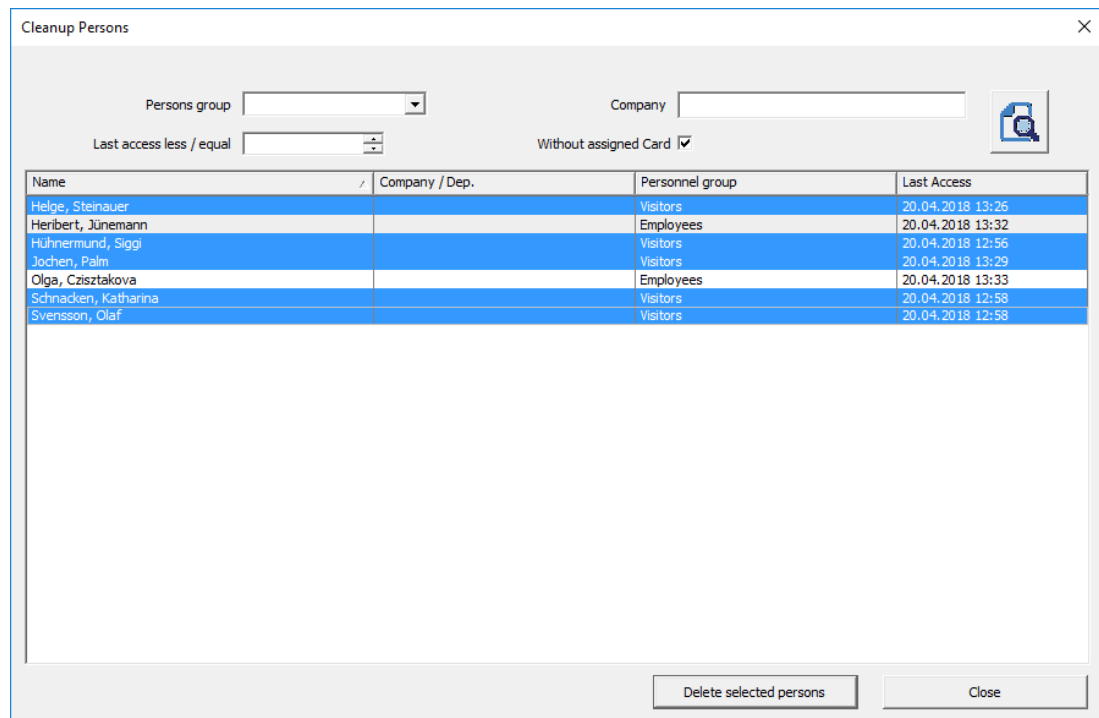 Cleanup Persons
Persons group Company
Last access less / equal Without assigned Card
Name Company / Dep. Personnel group Last Access
Helge, Steinauer Visitors 20.04.2018 13:26
Heribert, Jünemann Employees 20.04.2018 13:32
Hühnermund, Siggi Visitors 20.04.2018 12:56
Jochen, Palm Visitors 20.04.2018 13:29
Olga, Czisztakova Employees 20.04.2018 13:33
Schnacken, Katharina Visitors 20.04.2018 12:58
Svensson, Olaf Visitors 20.04.2018 12:58
Delete selected persons Close